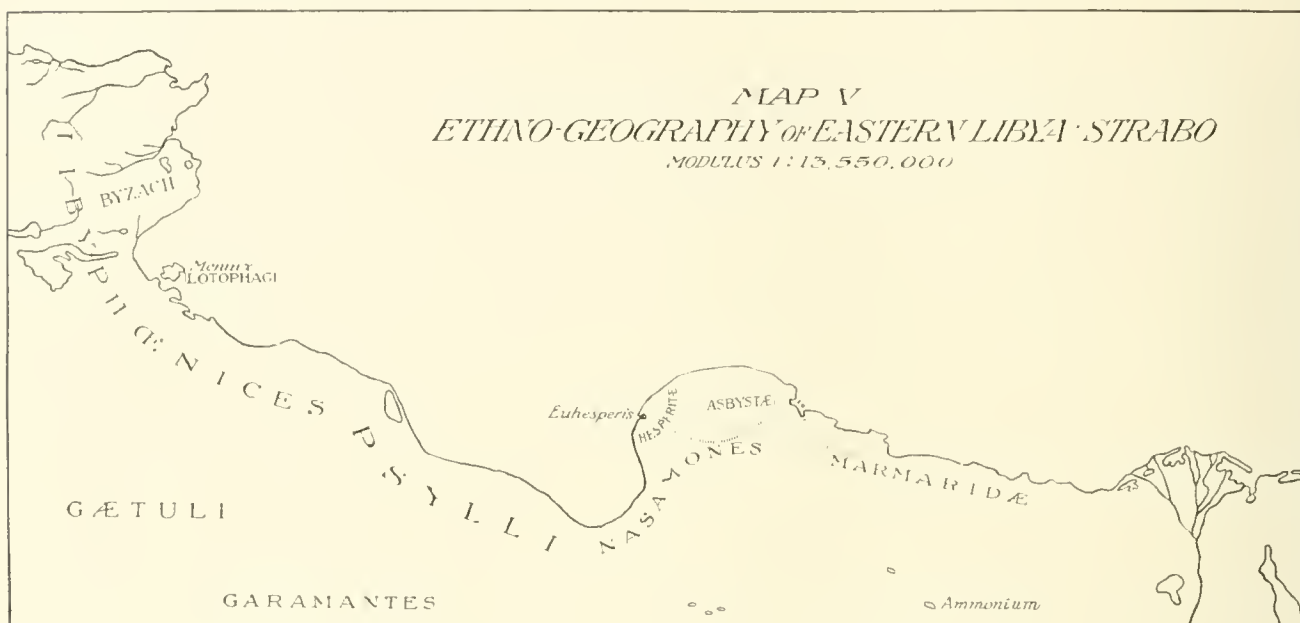 MAP V
ETHNO-GEOGRAPHY OF EASTERN LIBYA · STRABO
MODULUS 1:13,550,000
LIBYPHŒNICES
BYZACII
Meninx
LOTOPHAGI
PSYLLI
Euhesperis
HESPERITÆ
ASBYSTÆ
NASAMONES
MARMARIDÆ
GÆTULI
GARAMANTES
Ammonium